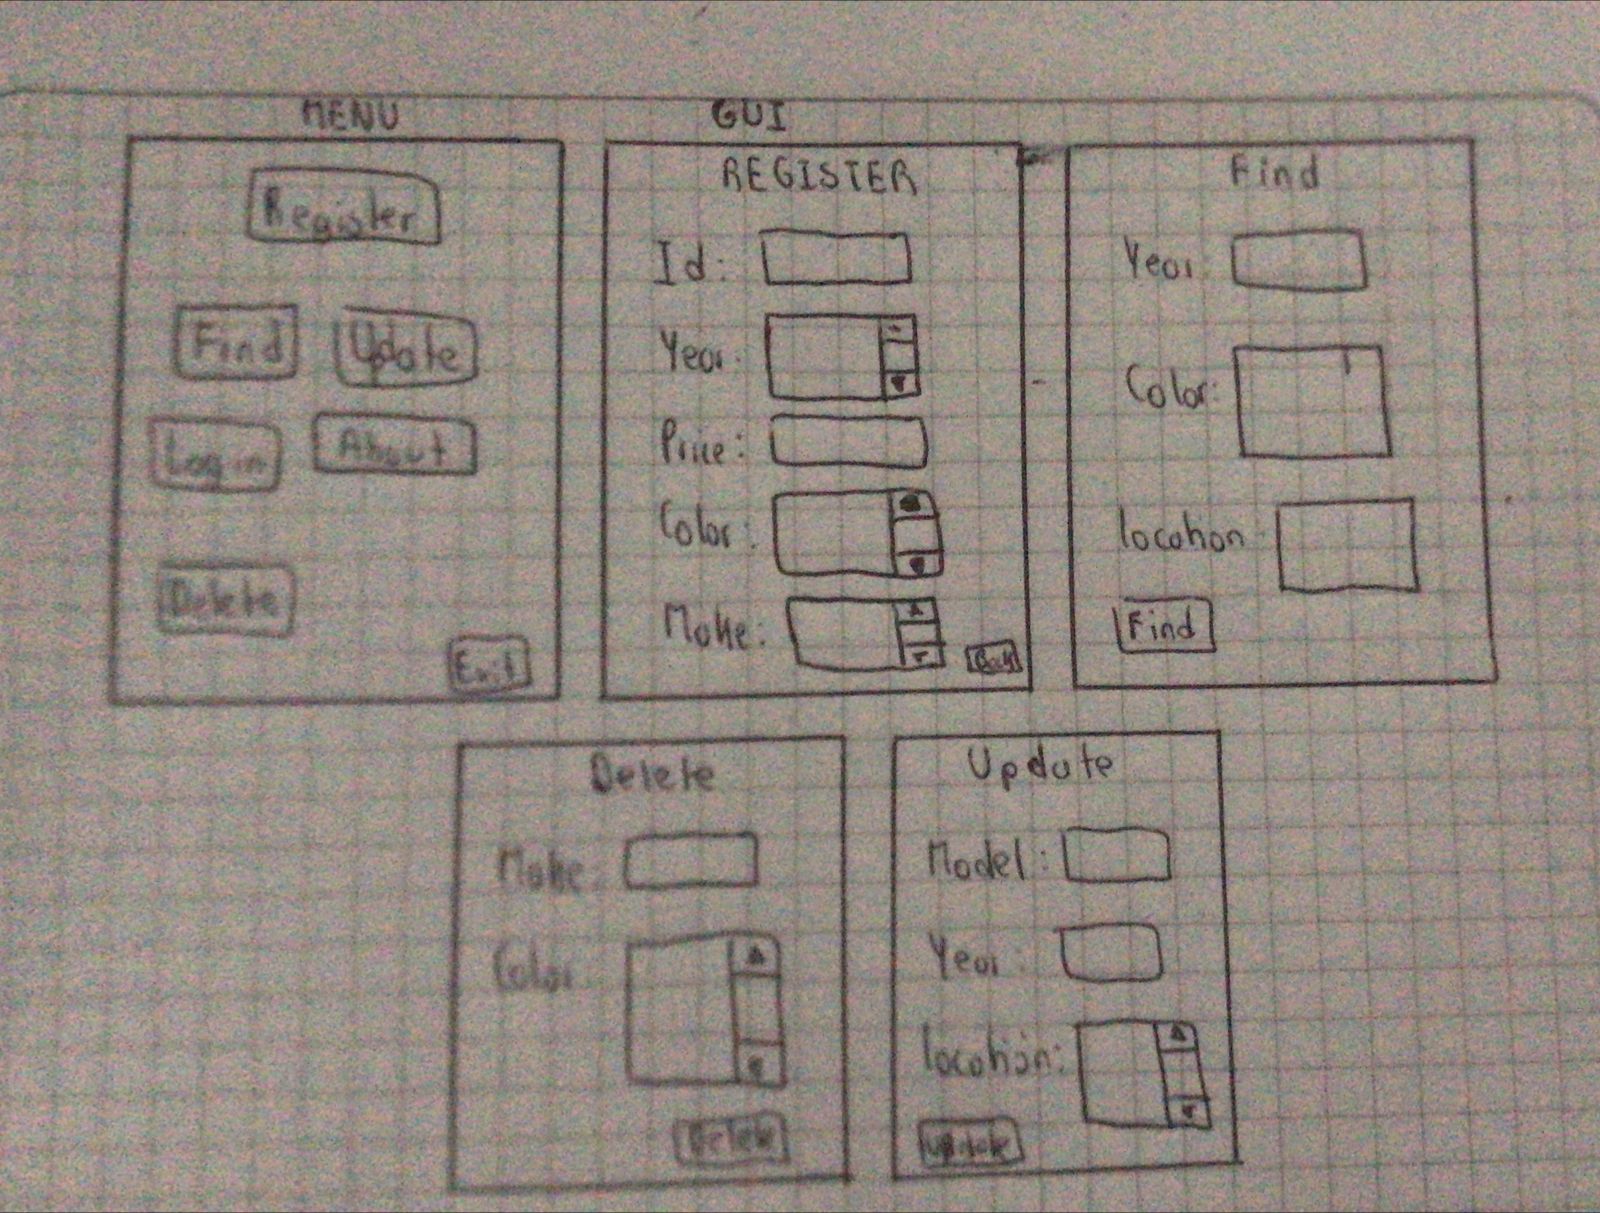 MENU
GUI
Register
Find
Update
Log in
About
Delete
Exit
REGISTER
Id:
Year:
Price:
Color:
Make:
Back
Find
Year
Color:
location
Find
Delete
Make:
Color
Delete
Update
Model:
Year:
location:
Update